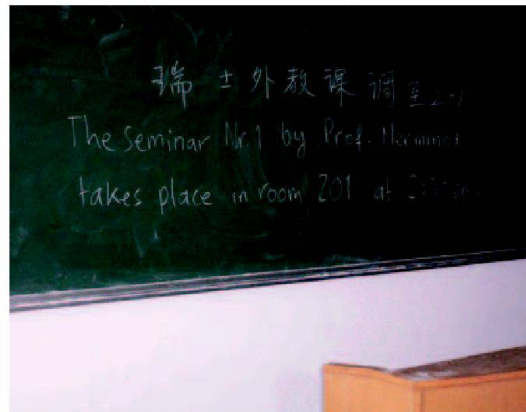 瑞士外教课调至201
The Seminar Nr.1 by Prof.
takes place in room 201 at